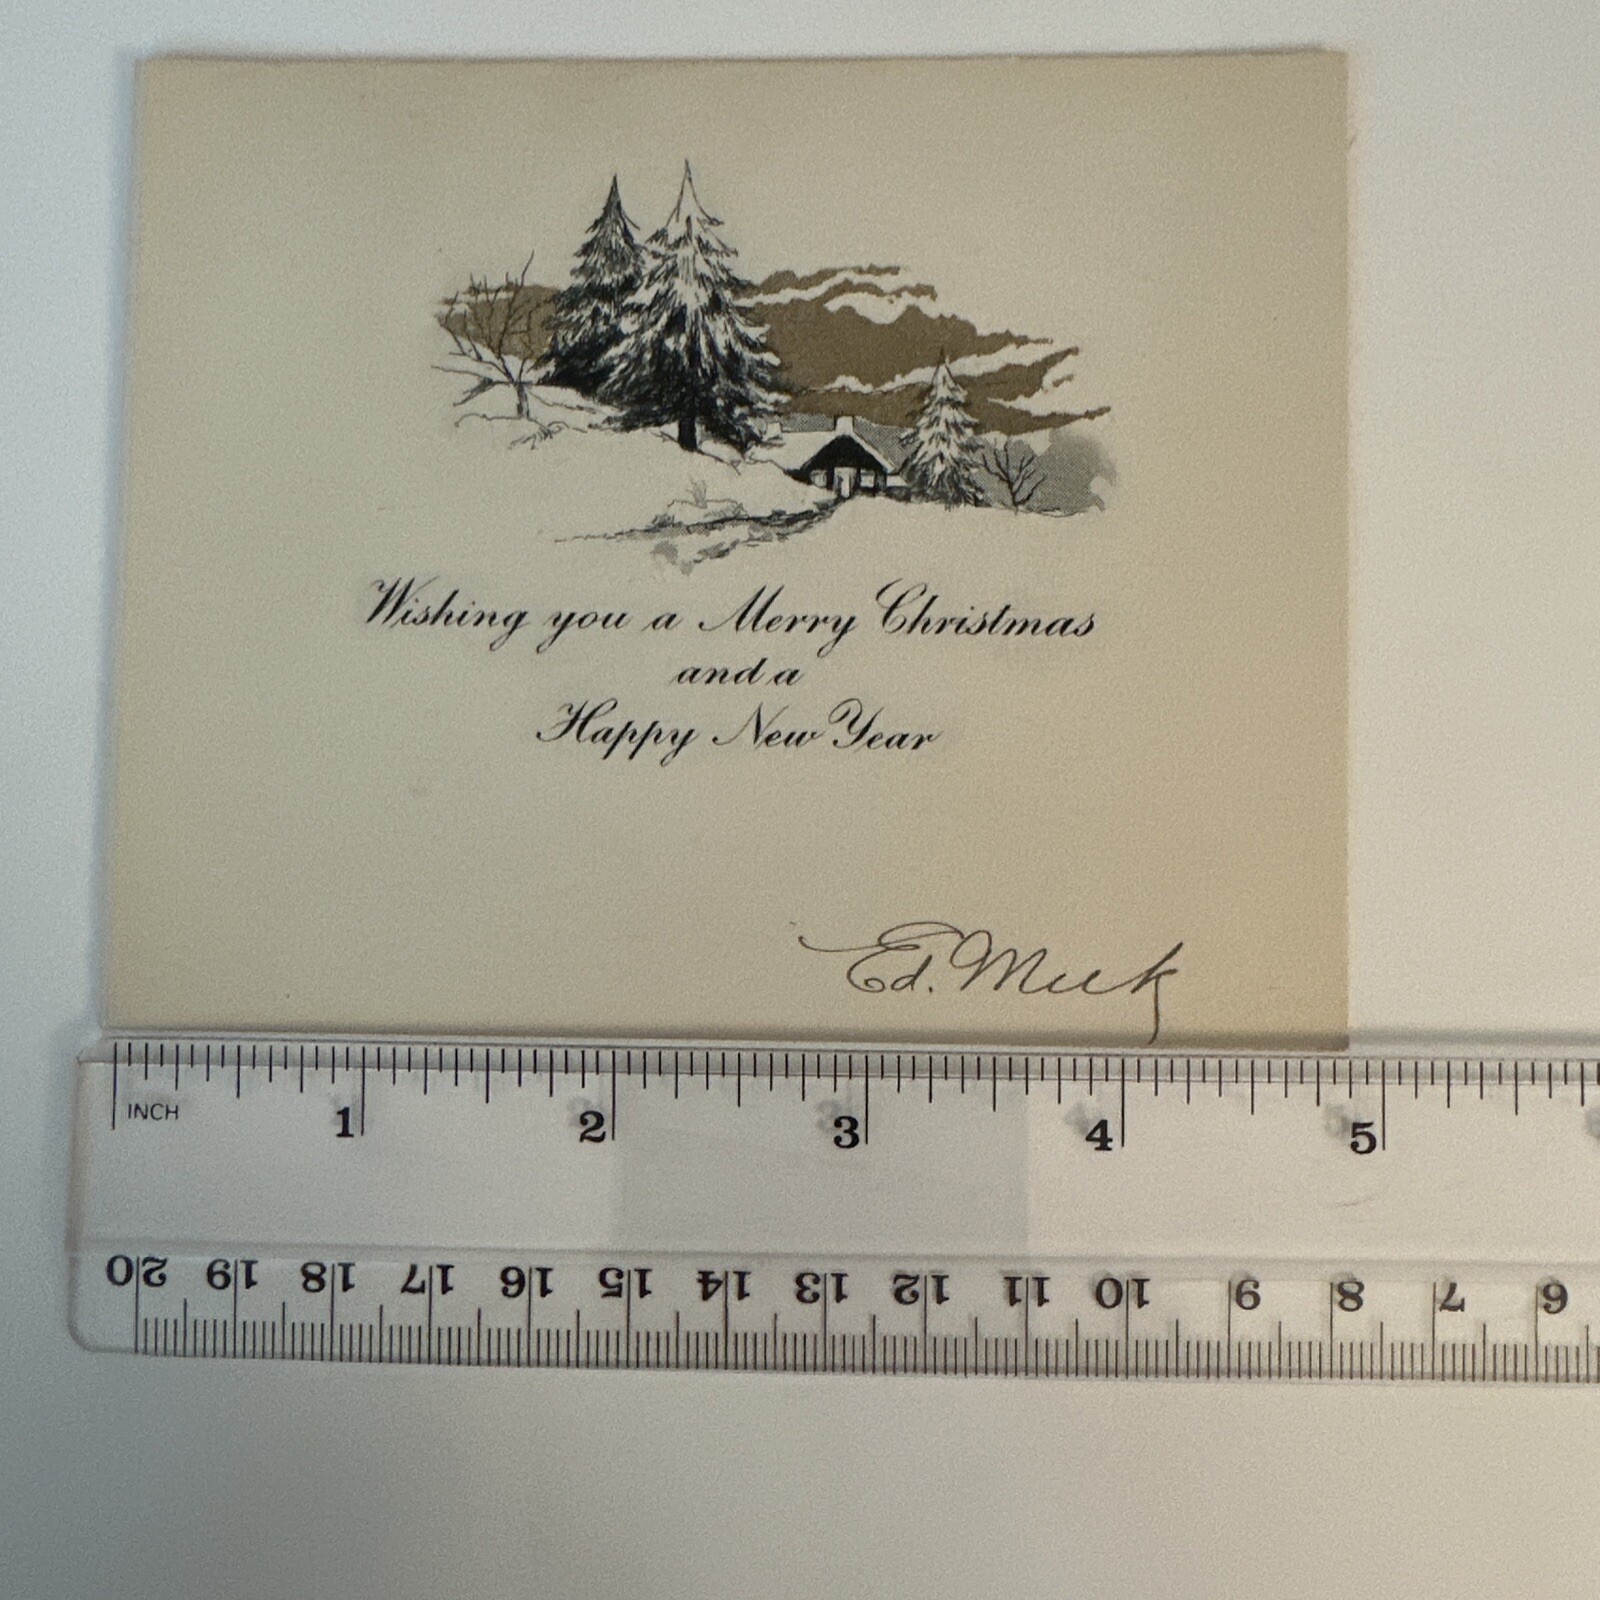 Wishing you a Merry Christmas
and a
Happy New Year
Ed. Meek
INCH 1 2 3 4 5
20 19 18 17 16 15 14 13 12 11 10 9 8 7 6